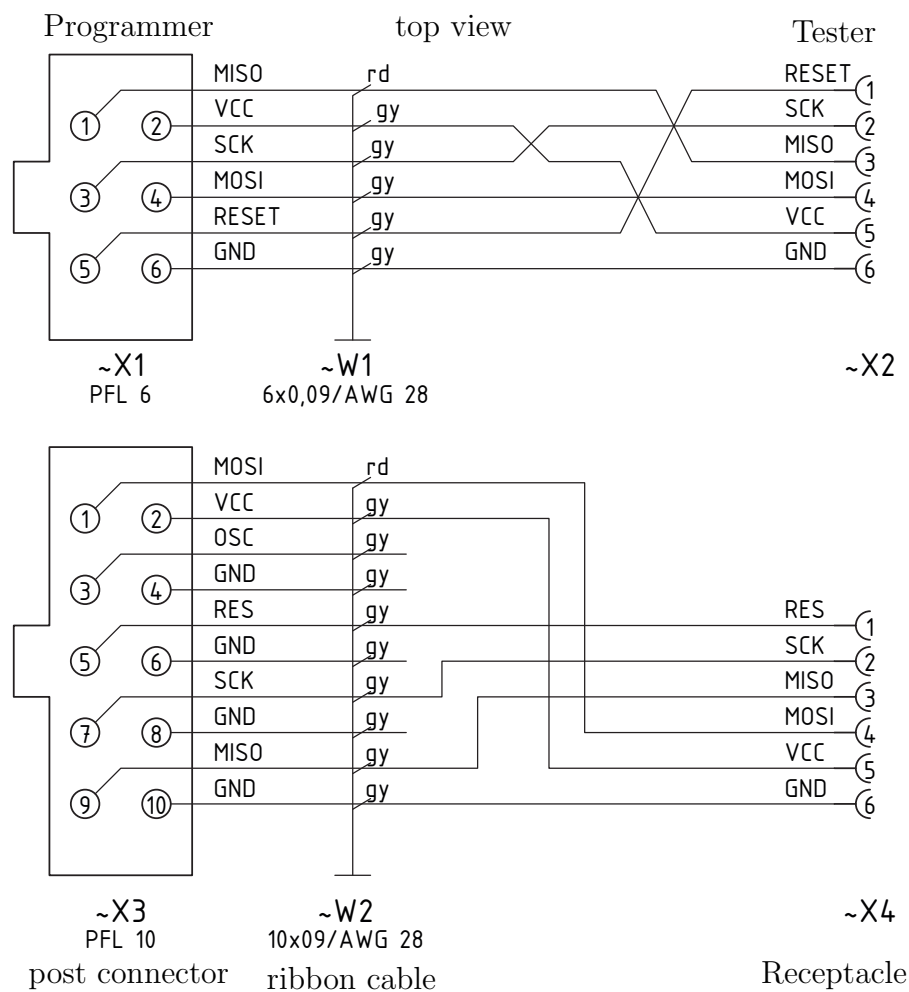 Programmer top view Tester
MISO rd RESET 1
VCC gy SCK 2
1 2
SCK gy MISO 3
MOSI gy MOSI 4
3 4
RESET gy VCC 5
GND gy GND 6
5 6
~X1 ~W1 ~X2
PFL 6 6x0,09/AWG 28
MOSI rd
VCC gy
1 2
OSC gy
GND gy
3 4
RES gy RES 1
GND gy SCK 2
5 6
SCK gy MISO 3
GND gy MOSI 4
7 8
MISO gy VCC 5
GND gy GND 6
9 10
~X3 ~W2 ~X4
PFL 10 10x09/AWG 28
post connector ribbon cable Receptacle